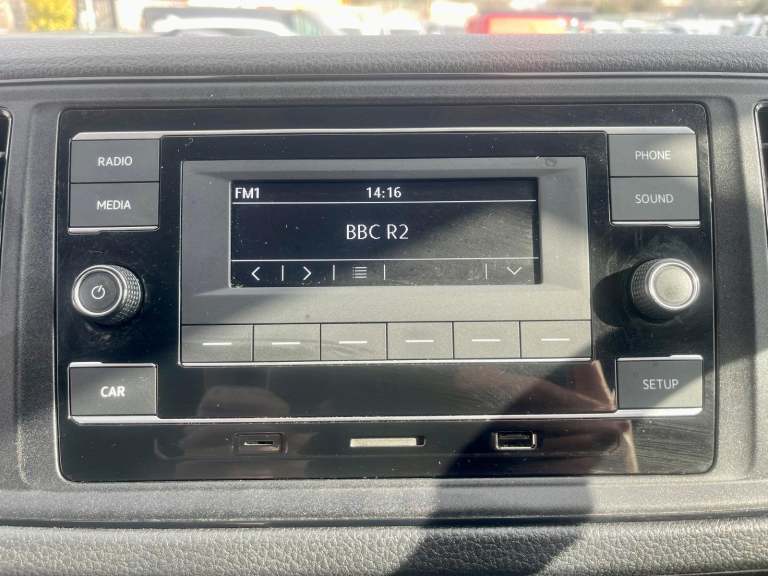 RADIO
MEDIA
FM1 14:16
BBC R2
PHONE
SOUND
CAR
SETUP